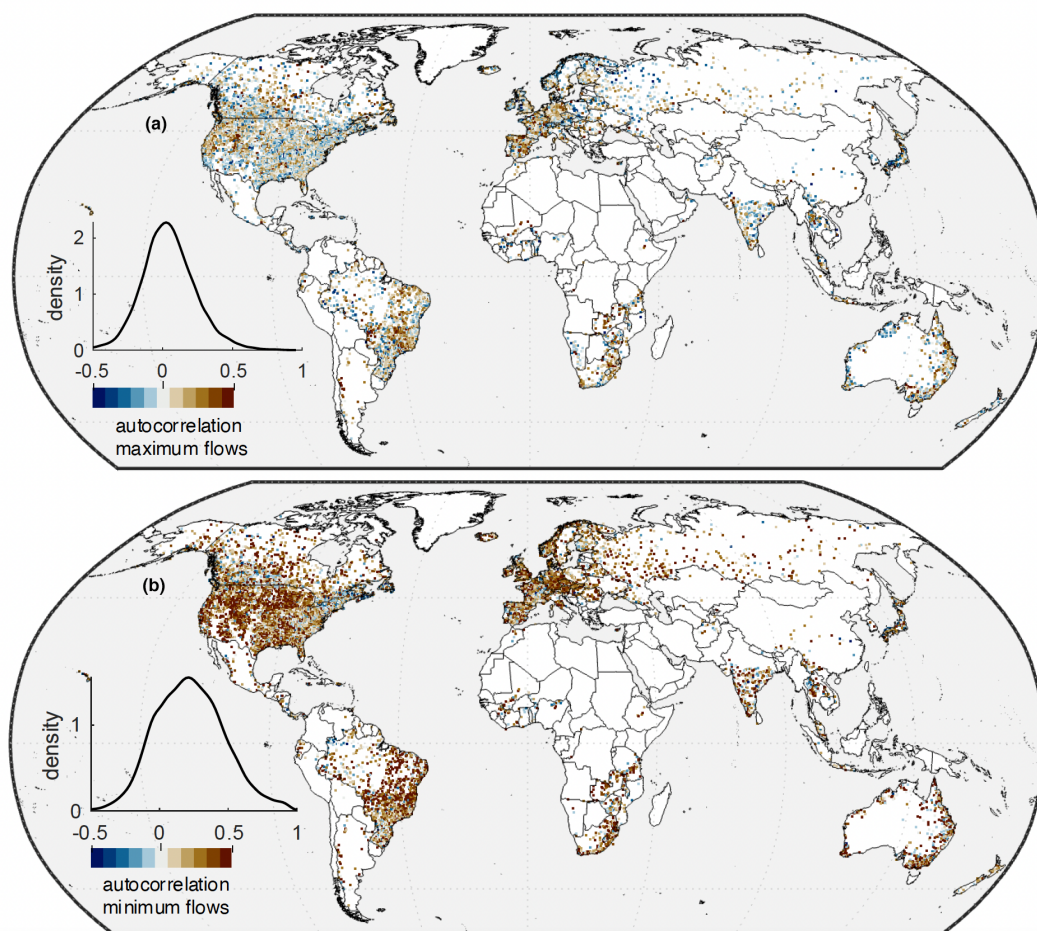 (a)
2
1
0
density
-0.5
0
0.5
1
autocorrelation
maximum flows
(b)
1
0
density
-0.5
0
0.5
1
autocorrelation
minimum flows